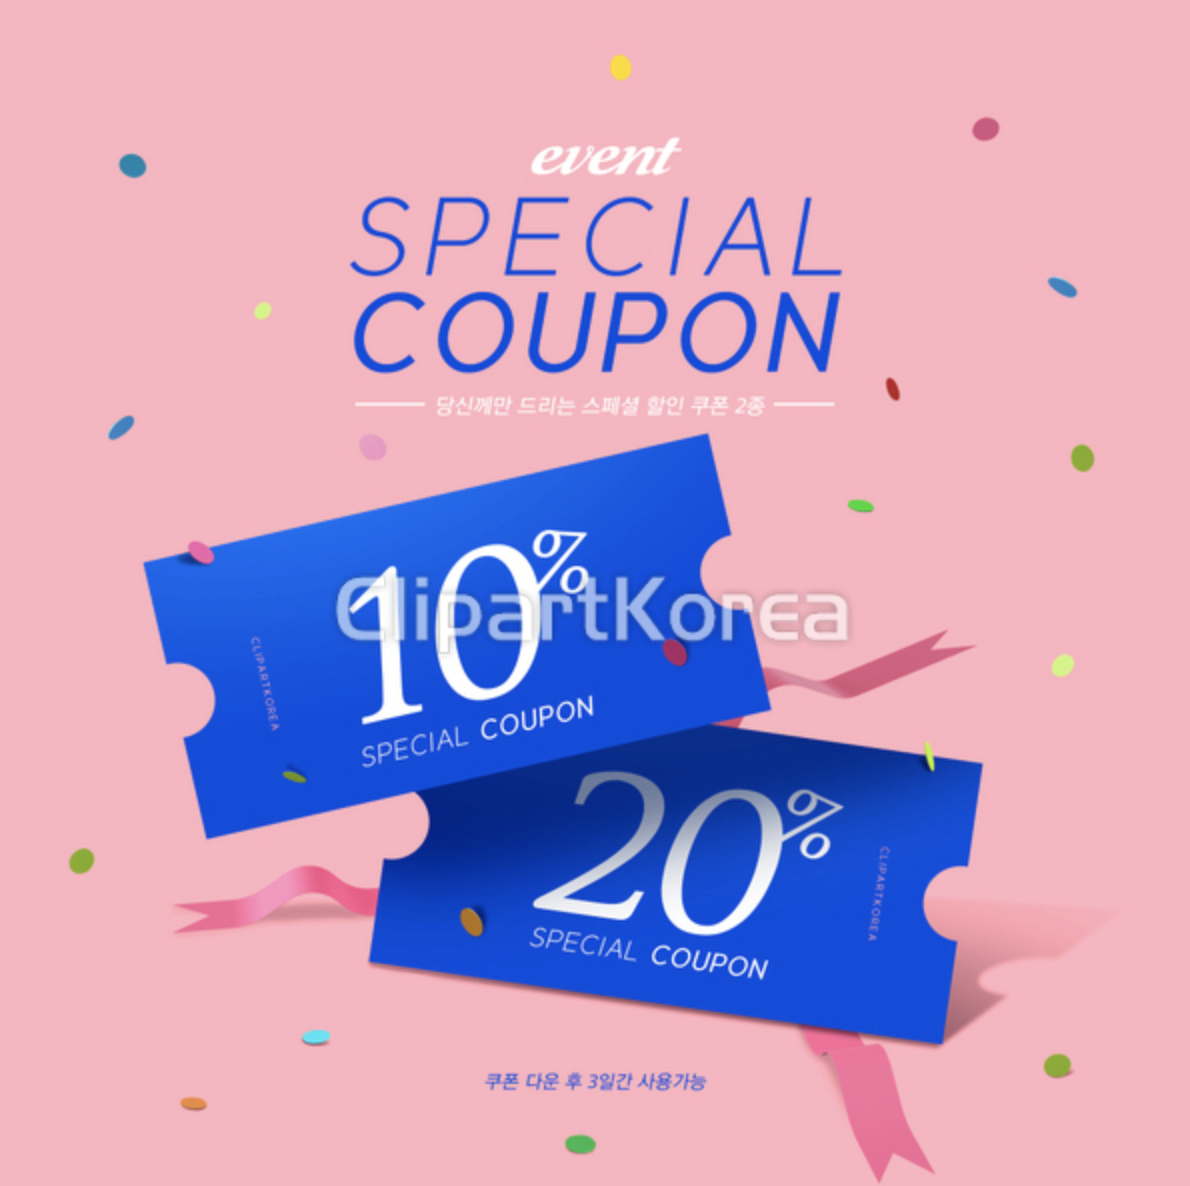 event
SPECIAL
COUPON
당신께만 드리는 스페셜 할인 쿠폰 2종
10%
ClipartKorea
CLIPARTKOREA
SPECIAL COUPON
20%
CLIPARTKOREA
SPECIAL COUPON
쿠폰 다운 후 3일간 사용가능